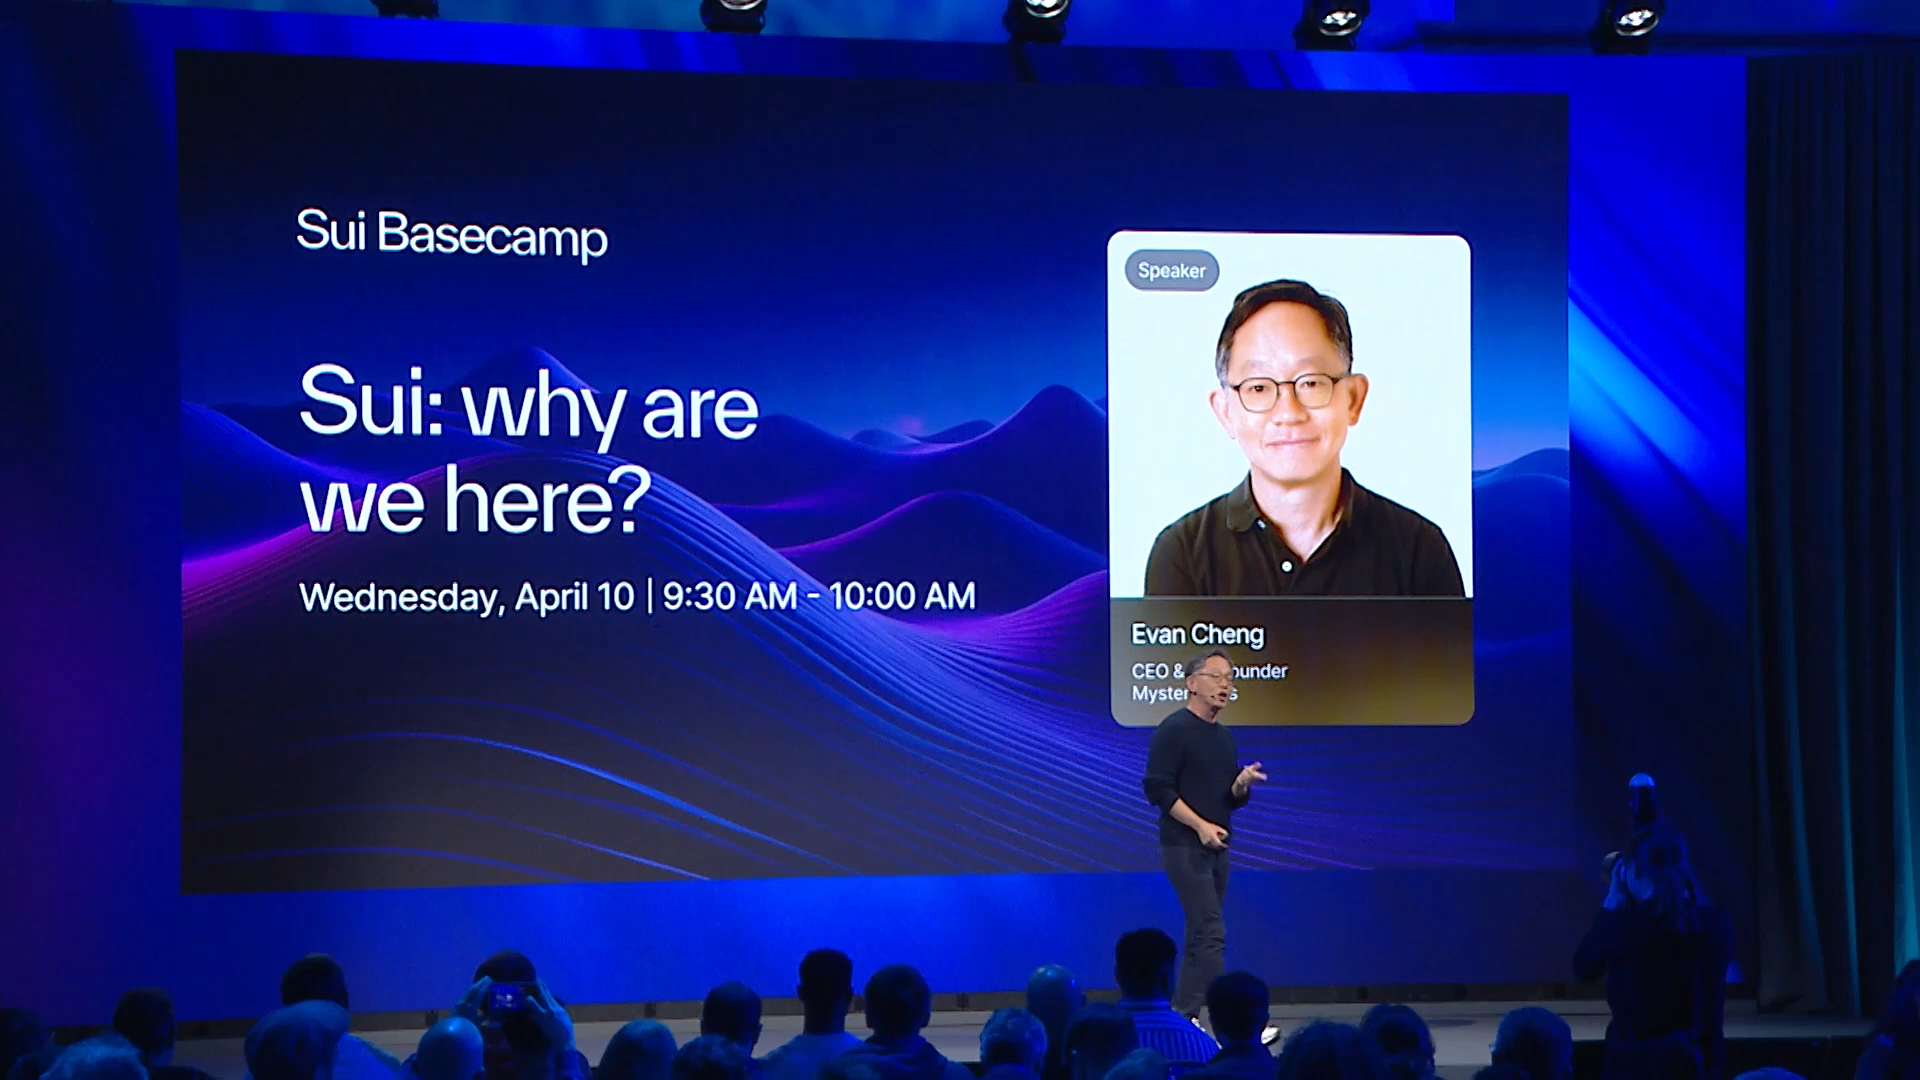 Sui Basecamp
Sui: why are
we here?
Wednesday, April 10 | 9:30 AM - 10:00 AM
Speaker
Evan Cheng
CEO &